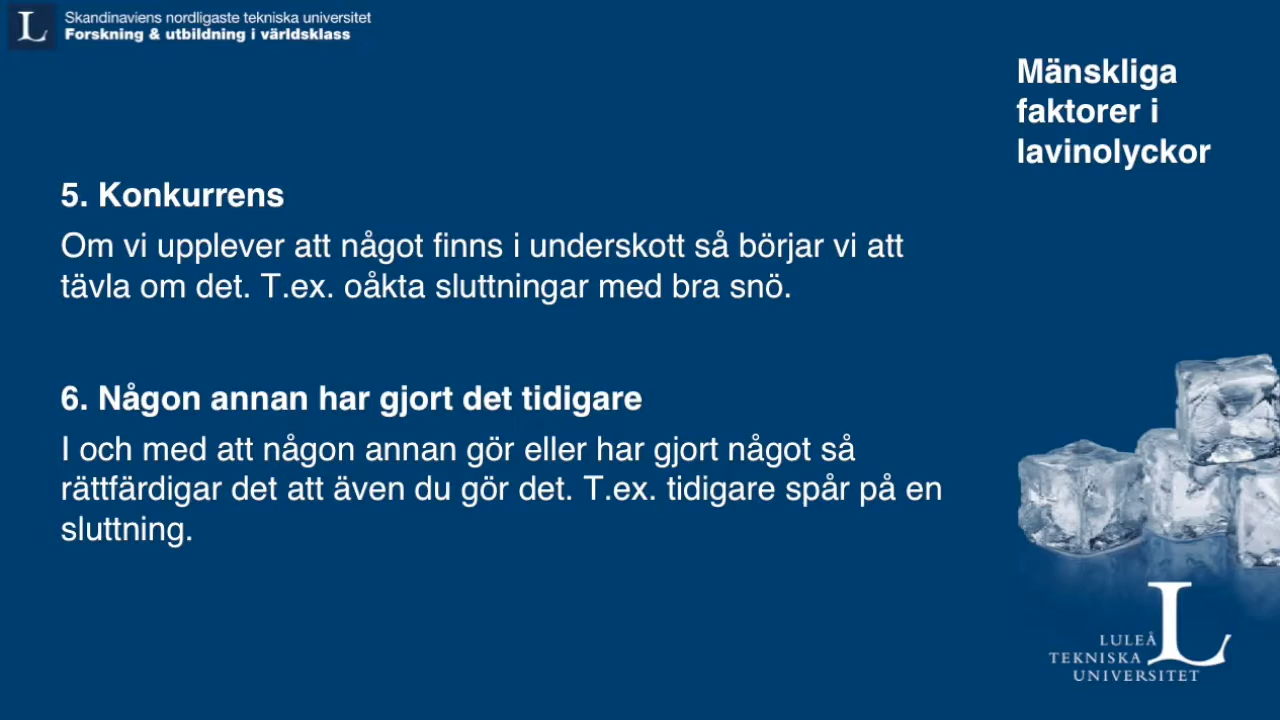 L
Skandinaviens nordligaste tekniska universitet
Forskning & utbildning i världsklass
Mänskliga
faktorer i
lavinolyckor
5. Konkurrens
Om vi upplever att något finns i underskott så börjar vi att
tävla om det. T.ex. oåkta sluttningar med bra snö.
6. Någon annan har gjort det tidigare
I och med att någon annan gör eller har gjort något så
rättfärdigar det att även du gör det. T.ex. tidigare spår på en
sluttning.
L
LULEÅ
TEKNISKA
UNIVERSITET